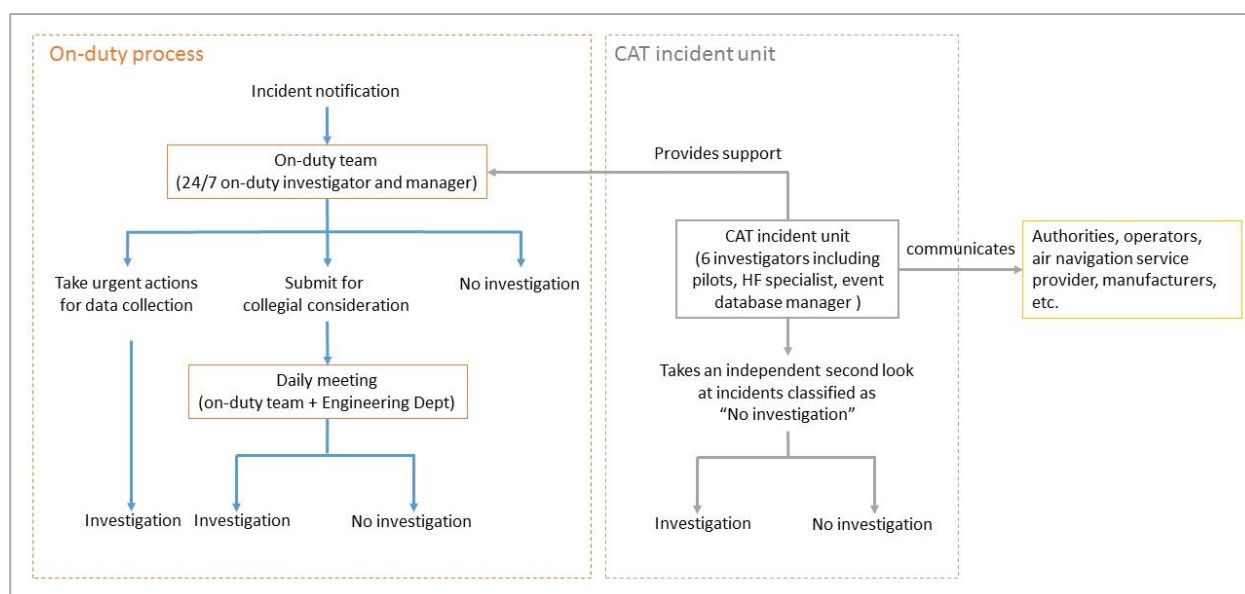 On-duty process
Incident notification
On-duty team
(24/7 on-duty investigator and manager)
Take urgent actions
for data collection
Submit for
collegial consideration
No investigation
Daily meeting
(on-duty team + Engineering Dept)
Investigation
Investigation
No investigation
CAT incident unit
Provides support
CAT incident unit
(6 investigators including
pilots, HF specialist, event
database manager )
communicates
Authorities, operators,
air navigation service
provider, manufacturers,
etc.
Takes an independent second look
at incidents classified as
“No investigation”
Investigation
No investigation